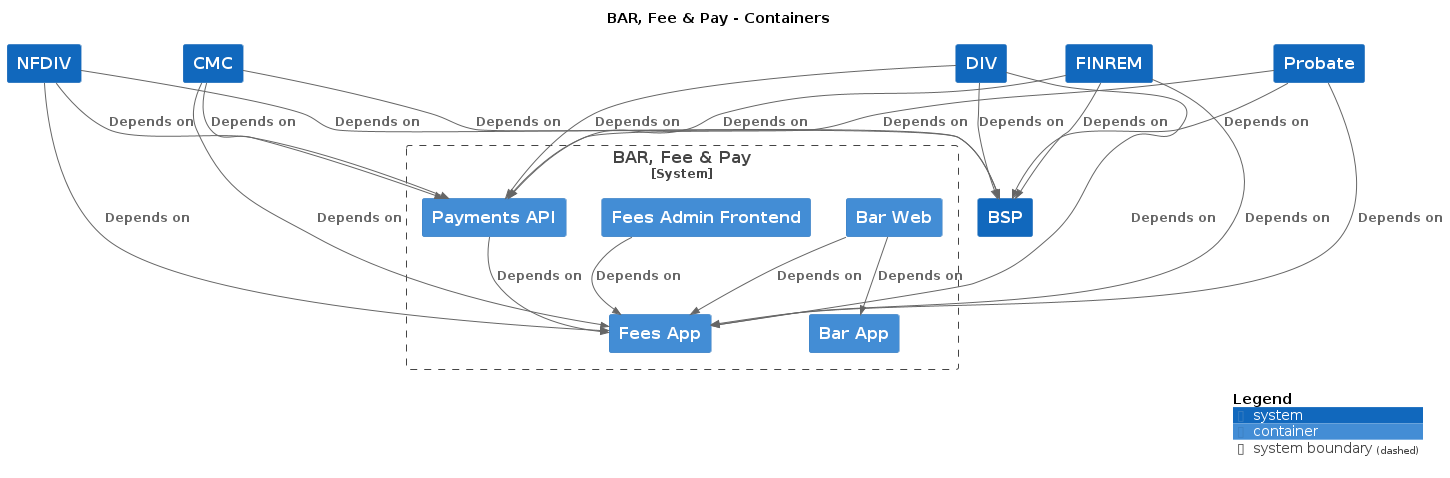 BAR, Fee & Pay - Containers
NFDIV
CMC
DIV
FINREM
Probate
Depends on
Depends on
Depends on
Depends on
Depends on
Depends on
Depends on
Depends on
Depends on
Depends on
BAR, Fee & Pay
[System]
Payments API
Fees Admin Frontend
Bar Web
BSP
Depends on
Depends on
Depends on
Depends on
Depends on
Depends on
Depends on
Depends on
Depends on
Fees App
Bar App
Legend
system
container
system boundary (dashed)